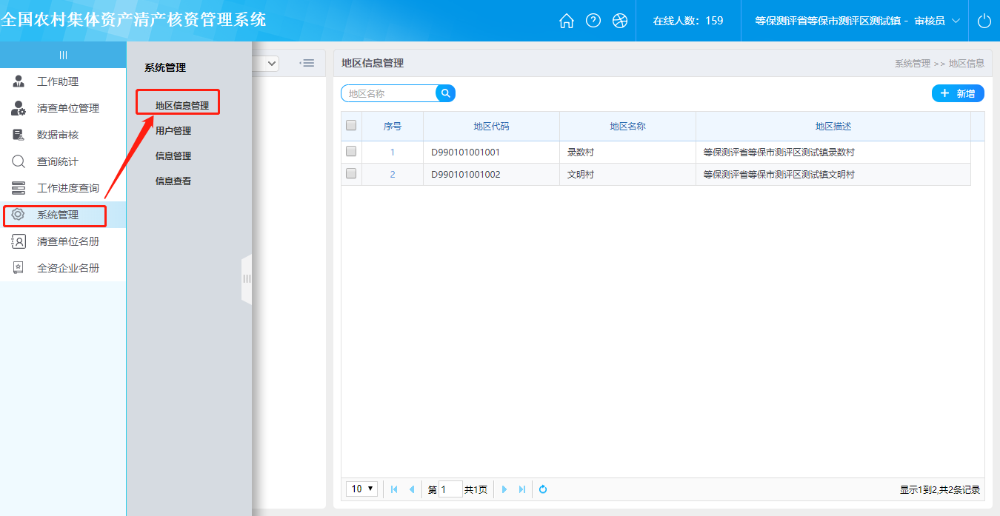 全国农村集体资产清产核资管理系统
在线人数：159
等保测评省等保市测评区测试镇 - 审核员
工作助理
清查单位管理
数据审核
查询统计
工作进度查询
系统管理
清查单位名册
全资企业名册
系统管理
地区信息管理
用户管理
信息管理
信息查看
地区信息管理
系统管理 >> 地区信息
地区名称
新增
序号 地区代码 地区名称 地区描述
1 D990101001001 录数村 等保测评省等保市测评区测试镇录数村
2 D990101001002 文明村 等保测评省等保市测评区测试镇文明村
10 第 1 共1页 显示1到2,共2条记录